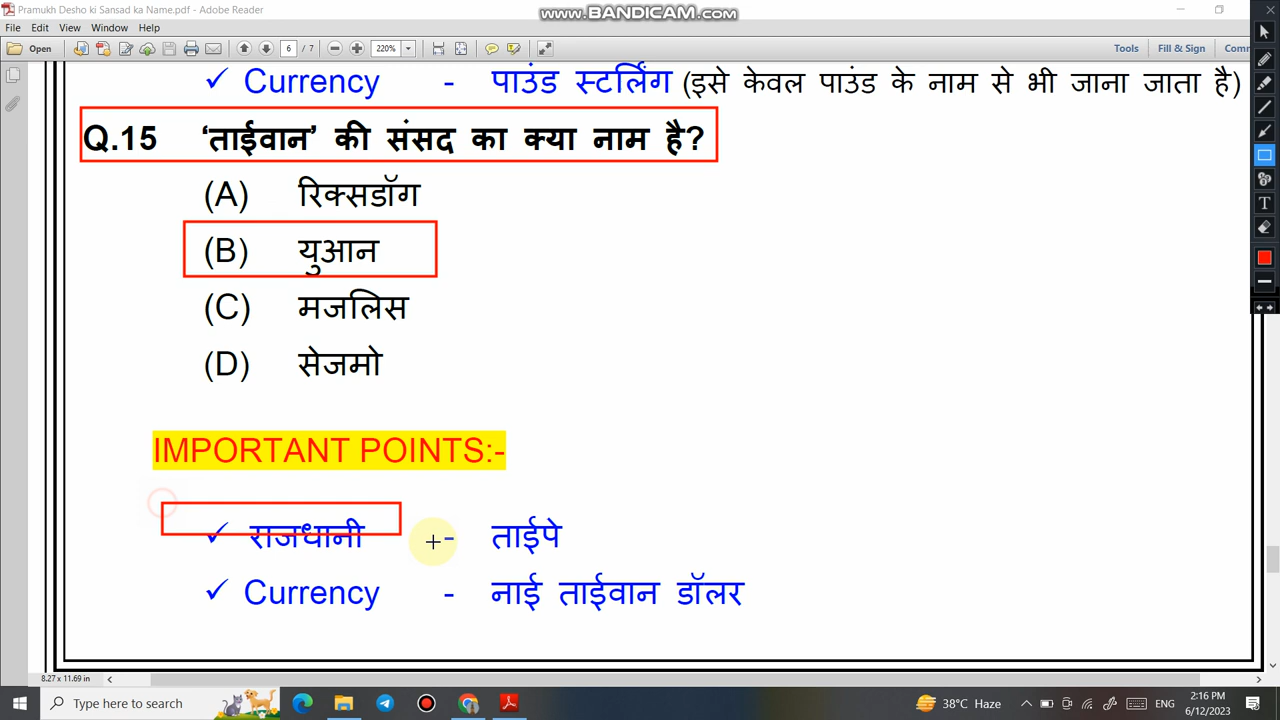 Pramukh Desho ki Sansad ka Name.pdf - Adobe Reader
www.BANDICAM.com
File Edit View Window Help
Open 6 / 7 220% Tools Fill & Sign
✓ Currency - पाउंड स्टर्लिंग (इसे केवल पाउंड के नाम से भी जाना जाता है)
Q.15 ‘ताईवान’ की संसद का क्या नाम है?
(A) रिक्सडॉग
(B) युआन
(C) मजलिस
(D) सेजमो
IMPORTANT POINTS:-
✓ राजधानी - ताईपे
✓ Currency - नाई ताईवान डॉलर
8.27 x 11.69 in
Type here to search
38°C Haze
ENG
2:16 PM
6/12/2023